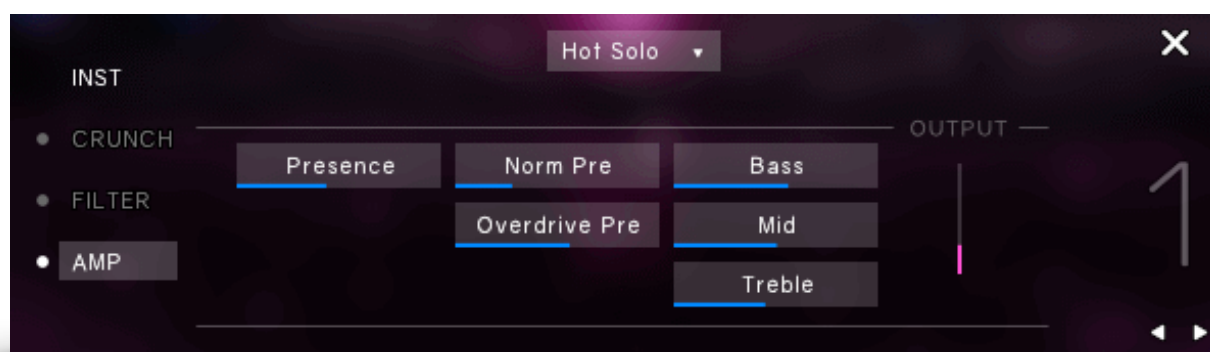 Hot Solo
INST
CRUNCH
FILTER
AMP
OUTPUT
Presence
Norm Pre
Bass
Overdrive Pre
Mid
Treble
1